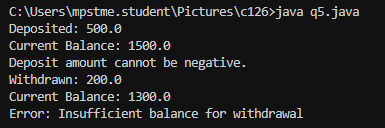 C:\Users\mpstme.student\Pictures\c126>java q5.java
Deposited: 500.0
Current Balance: 1500.0
Deposit amount cannot be negative.
Withdrawn: 200.0
Current Balance: 1300.0
Error: Insufficient balance for withdrawal